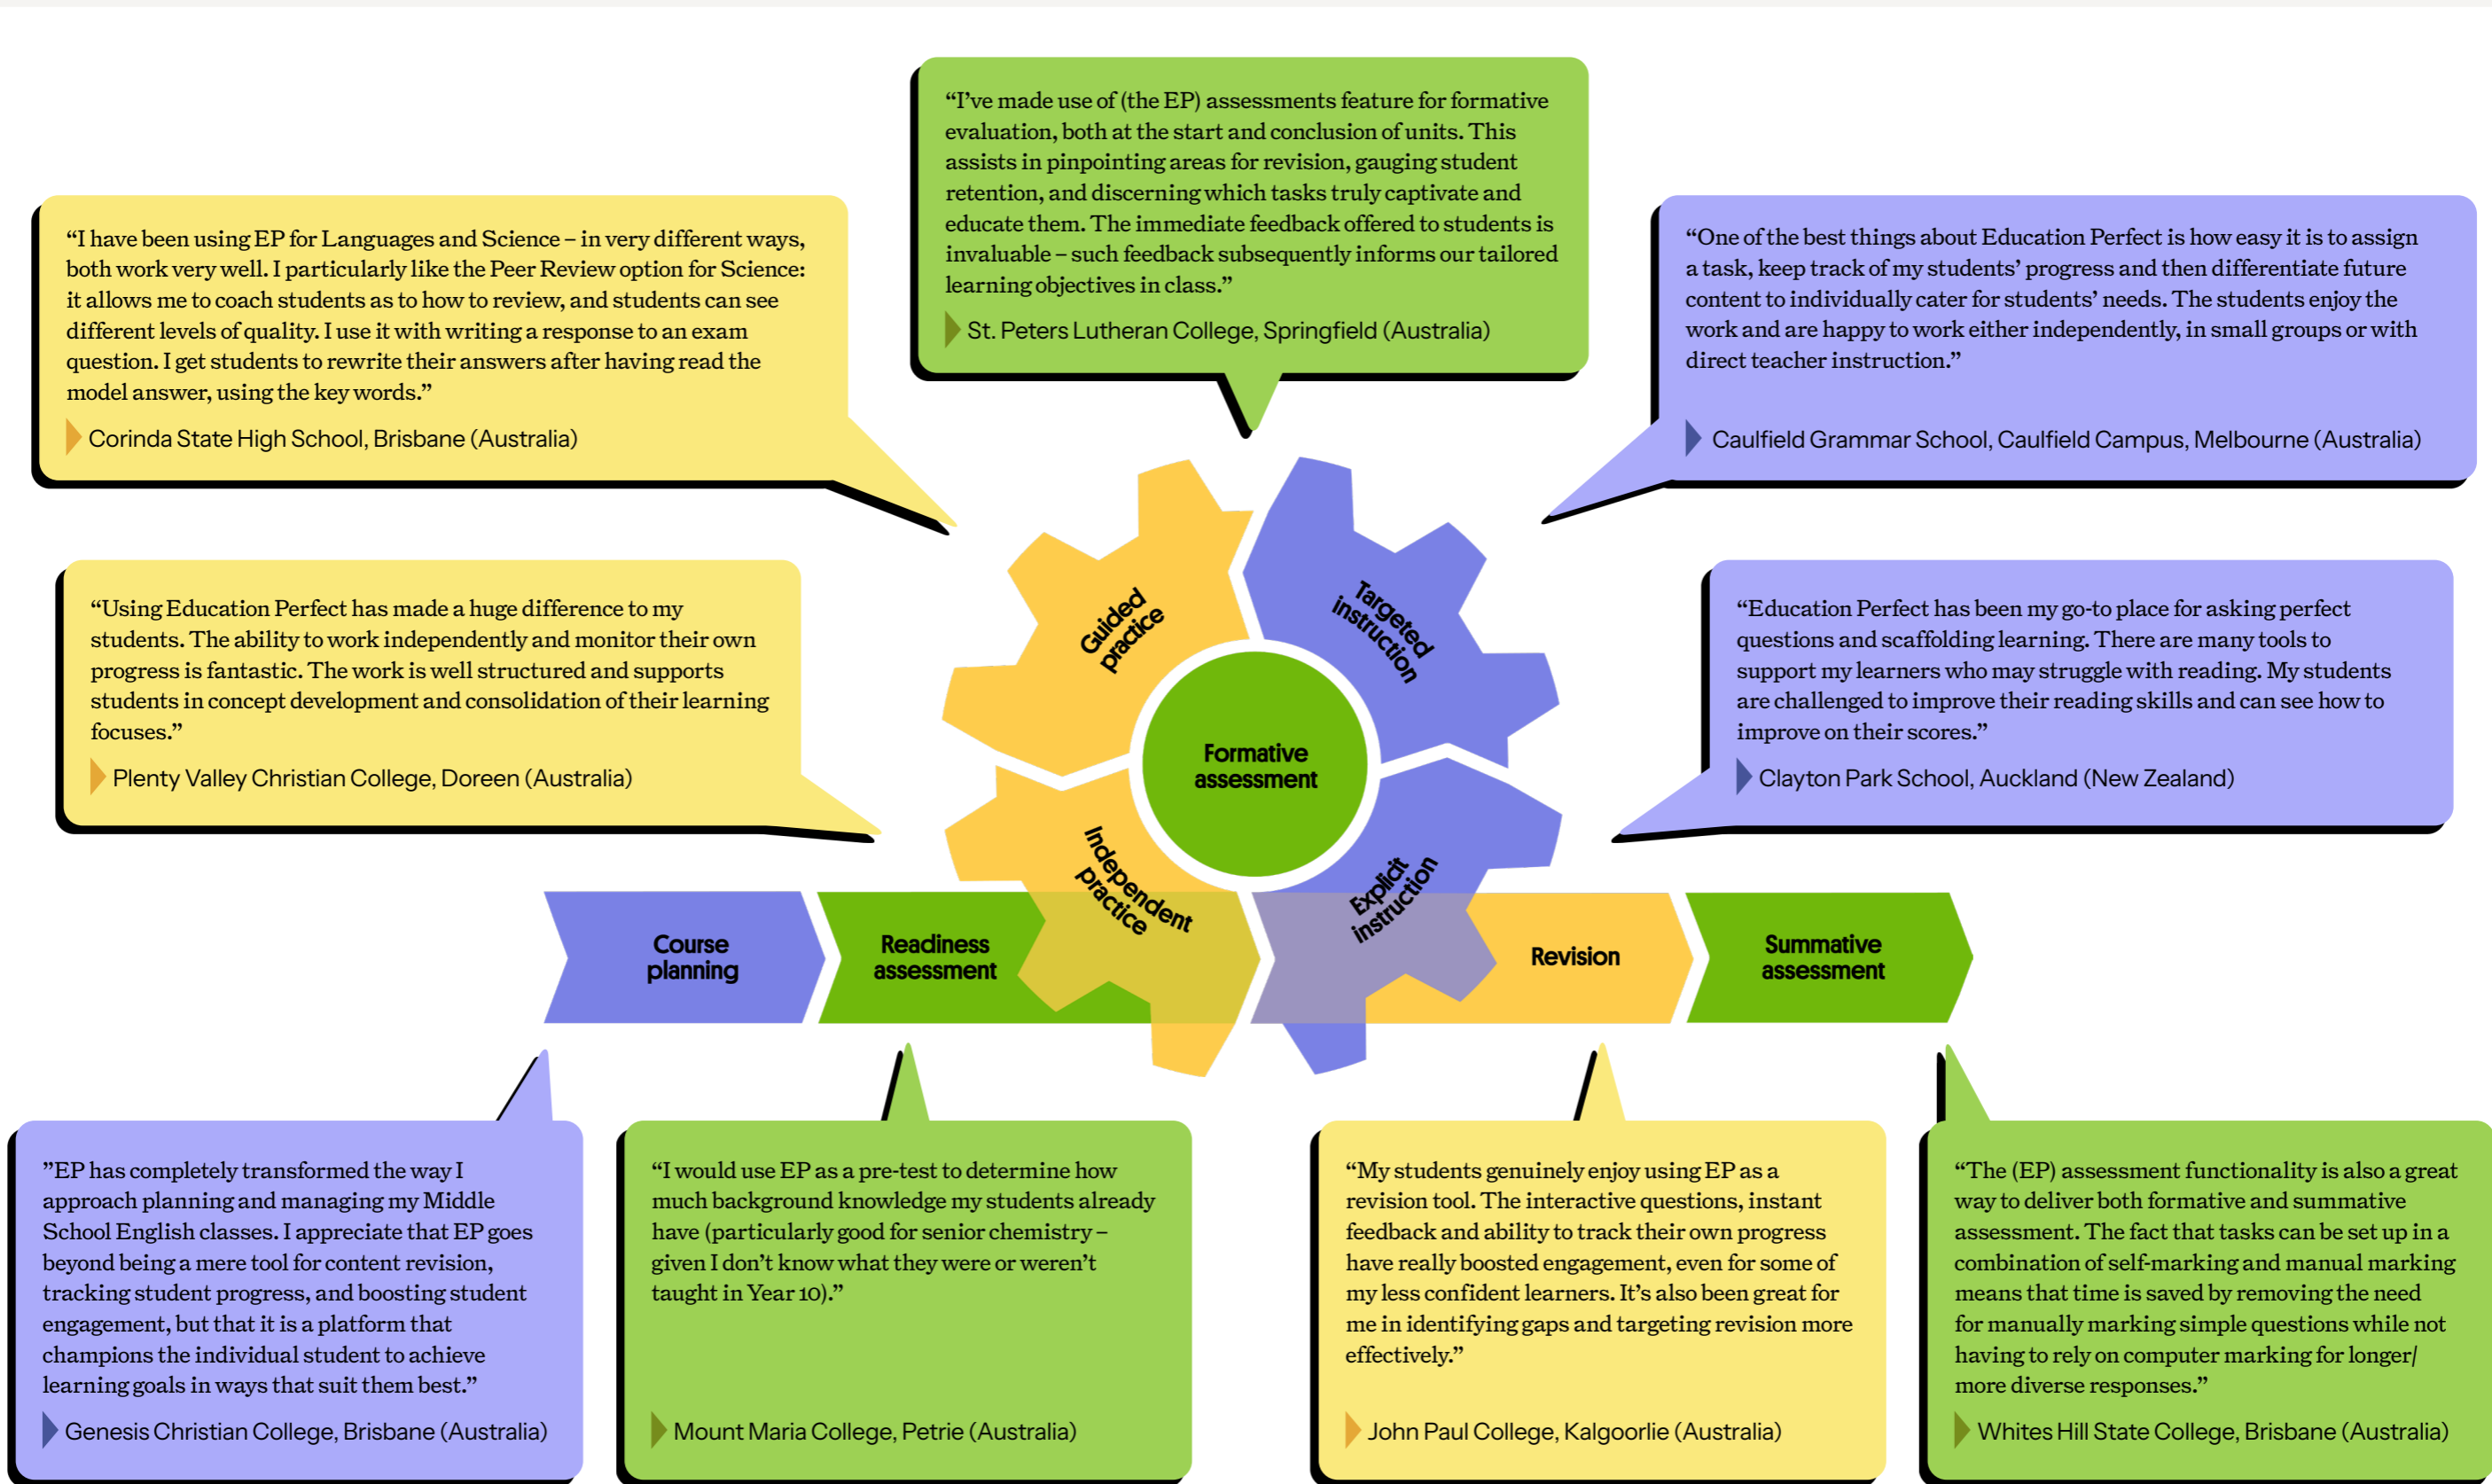 “I’ve made use of (the EP) assessments feature for formative
evaluation, both at the start and conclusion of units. This
assists in pinpointing areas for revision, gauging student
retention, and discerning which tasks truly captivate and
educate them. The immediate feedback offered to students is
invaluable – such feedback subsequently informs our tailored
learning objectives in class.”
St. Peters Lutheran College, Springfield (Australia)
“I have been using EP for Languages and Science – in very different ways,
both work very well. I particularly like the Peer Review option for Science:
it allows me to coach students as to how to review, and students can see
different levels of quality. I use it with writing a response to an exam
question. I get students to rewrite their answers after having read the
model answer, using the key words.”
Corinda State High School, Brisbane (Australia)
“One of the best things about Education Perfect is how easy it is to assign
a task, keep track of my students’ progress and then differentiate future
content to individually cater for students’ needs. The students enjoy the
work and are happy to work either independently, in small groups or with
direct teacher instruction.”
Caulfield Grammar School, Caulfield Campus, Melbourne (Australia)
“Using Education Perfect has made a huge difference to my
students. The ability to work independently and monitor their own
progress is fantastic. The work is well structured and supports
students in concept development and consolidation of their learning
focuses.”
Plenty Valley Christian College, Doreen (Australia)
Guided
practice
Targeted
instruction
Formative
assessment
Independent
practice
Explicit
instruction
“Education Perfect has been my go-to place for asking perfect
questions and scaffolding learning. There are many tools to
support my learners who may struggle with reading. My students
are challenged to improve their reading skills and can see how to
improve on their scores.”
Clayton Park School, Auckland (New Zealand)
Course
planning
Readiness
assessment
Revision
Summative
assessment
”EP has completely transformed the way I
approach planning and managing my Middle
School English classes. I appreciate that EP goes
beyond being a mere tool for content revision,
tracking student progress, and boosting student
engagement, but that it is a platform that
champions the individual student to achieve
learning goals in ways that suit them best.”
Genesis Christian College, Brisbane (Australia)
“I would use EP as a pre-test to determine how
much background knowledge my students already
have (particularly good for senior chemistry –
given I don’t know what they were or weren’t
taught in Year 10).”
Mount Maria College, Petrie (Australia)
“My students genuinely enjoy using EP as a
revision tool. The interactive questions, instant
feedback and ability to track their own progress
have really boosted engagement, even for some of
my less confident learners. It’s also been great for
me in identifying gaps and targeting revision more
effectively.”
John Paul College, Kalgoorlie (Australia)
“The (EP) assessment functionality is also a great
way to deliver both formative and summative
assessment. The fact that tasks can be set up in a
combination of self-marking and manual marking
means that time is saved by removing the need
for manually marking simple questions while not
having to rely on computer marking for longer/
more diverse responses.”
Whites Hill State College, Brisbane (Australia)